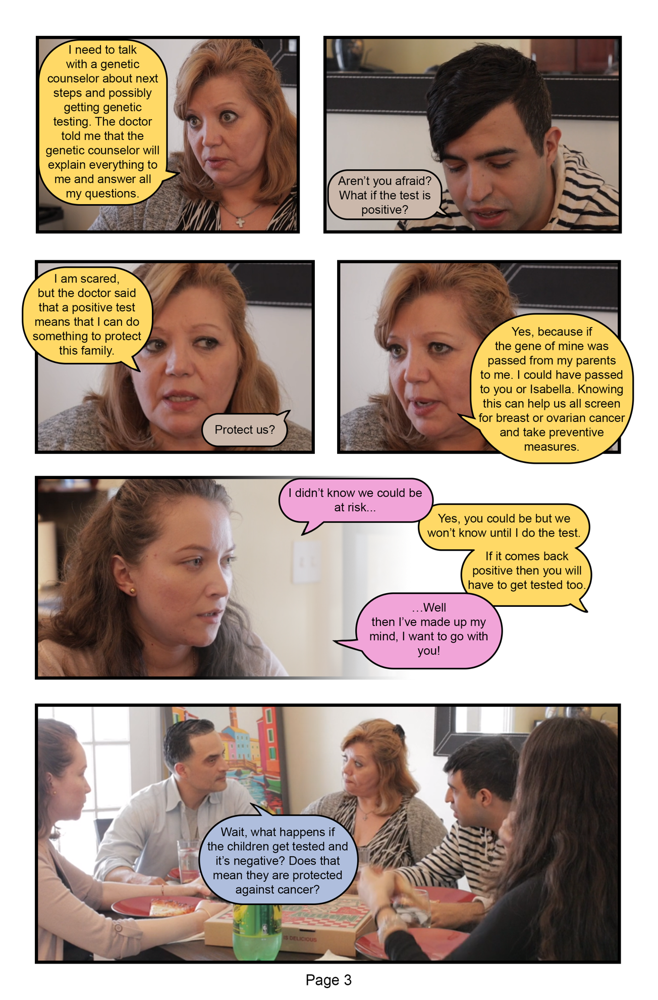 I need to talk
with a genetic
counselor about next
steps and possibly
getting genetic
testing. The doctor
told me that the
genetic counselor will
explain everything to
me and answer all
my questions.
Aren't you afraid?
What if the test is
positive?
I am scared,
but the doctor said
that a positive test
means that I can do
something to protect
this family.
Protect us?
Yes, because if
the gene of mine was
passed from my parents
to me. I could have passed
to you or Isabella. Knowing
this can help us all screen
for breast or ovarian cancer
and take preventive
measures.
I didn't know we could be
at risk...
Yes, you could be but we
won't know until I do the test.
If it comes back
positive then you will
have to get tested too.
...Well
then I've made up my
mind, I want to go with
you!
Wait, what happens if
the children get tested and
it's negative? Does that
mean they are protected
against cancer?
IS DELICIOUS
Page 3